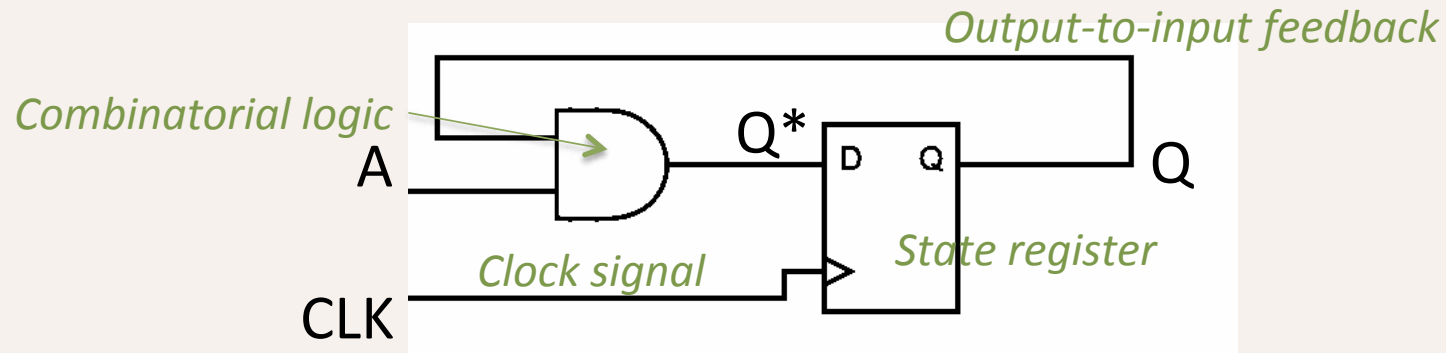 Output-to-input feedback
Combinatorial logic
Q*
A
D
Q
Q
Clock signal
State register
CLK